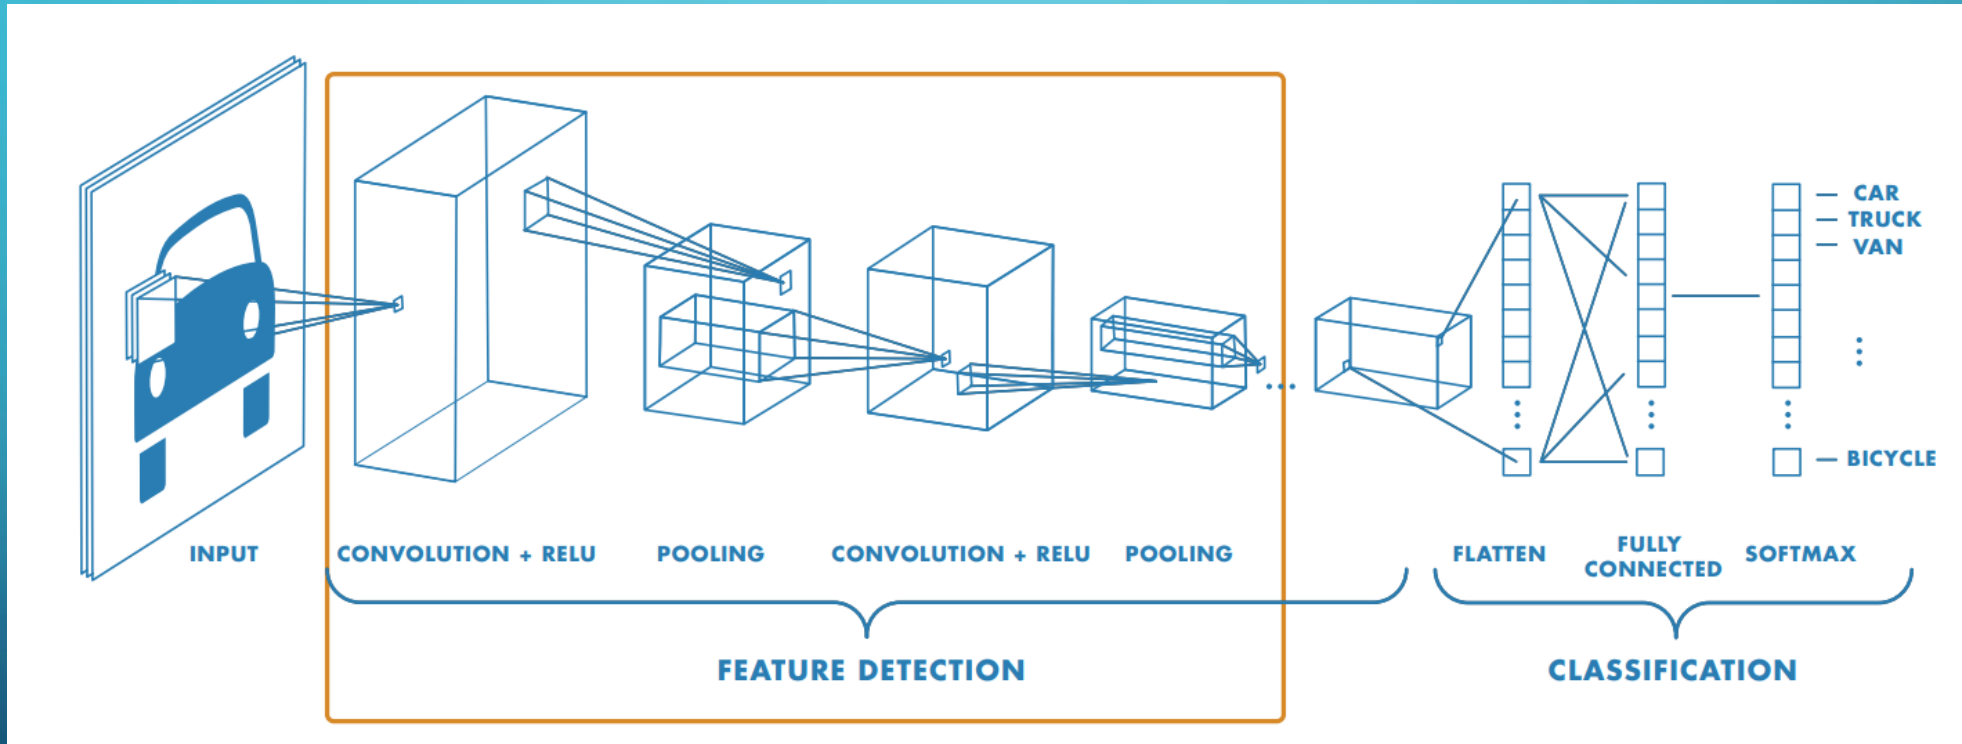 CAR
TRUCK
VAN
BICYCLE
INPUT
CONVOLUTION + RELU
POOLING
CONVOLUTION + RELU
POOLING
FLATTEN
FULLY
CONNECTED
SOFTMAX
FEATURE DETECTION
CLASSIFICATION